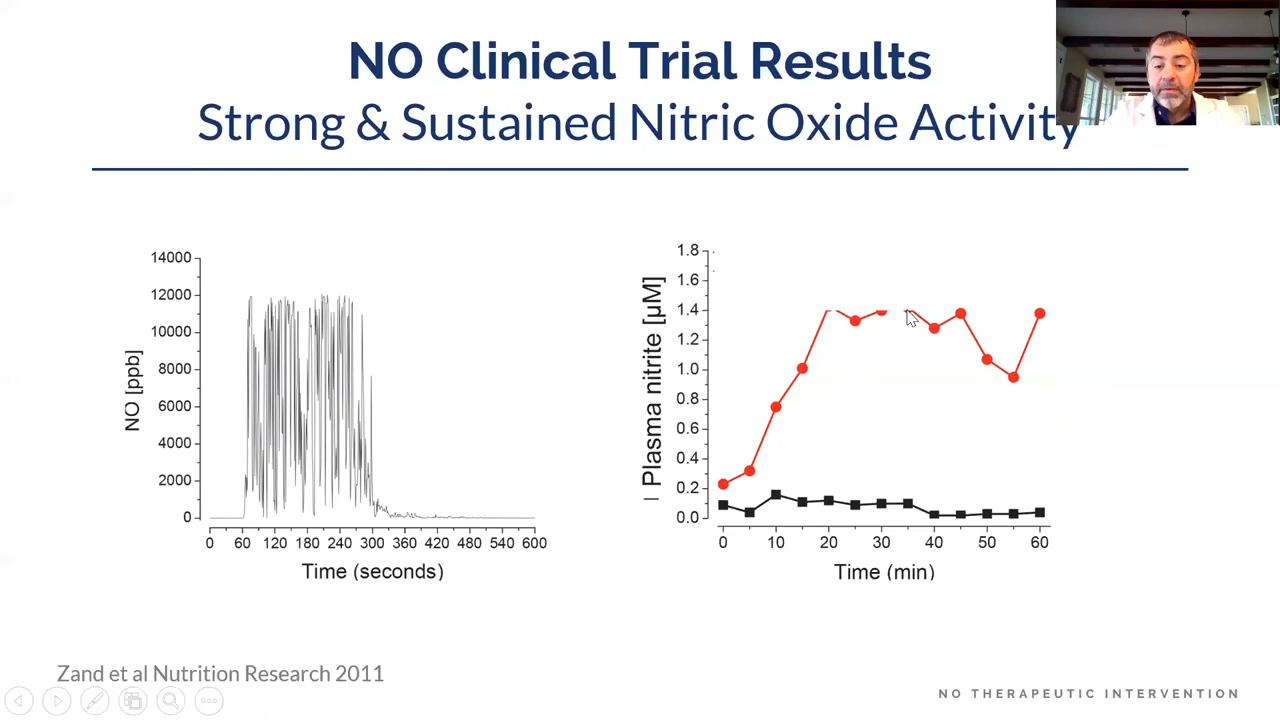 NO Clinical Trial Results
Strong & Sustained Nitric Oxide Activity
14000
12000
10000
8000
6000
4000
2000
0
NO [ppb]
0 60 120 180 240 300 360 420 480 540 600
Time (seconds)
1.8
1.6
1.4
1.2
1.0
0.8
0.6
0.4
0.2
0.0
Plasma nitrite [µM]
0 10 20 30 40 50 60
Time (min)
Zand et al Nutrition Research 2011
NO THERAPEUTIC INTERVENTION